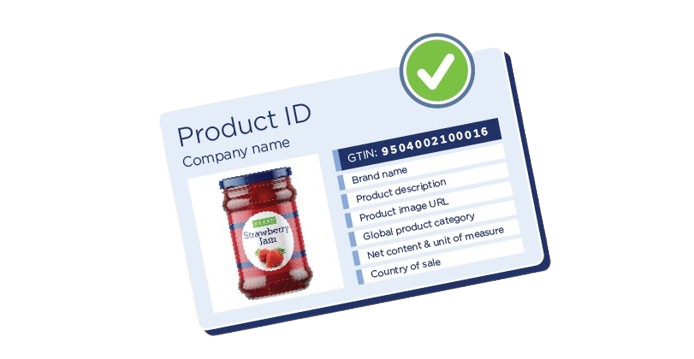 Product ID
Company name
Strawberry
Jam
GTIN: 9504002100016
Brand name
Product description
Product image URL
Global product category
Net content & unit of measure
Country of sale